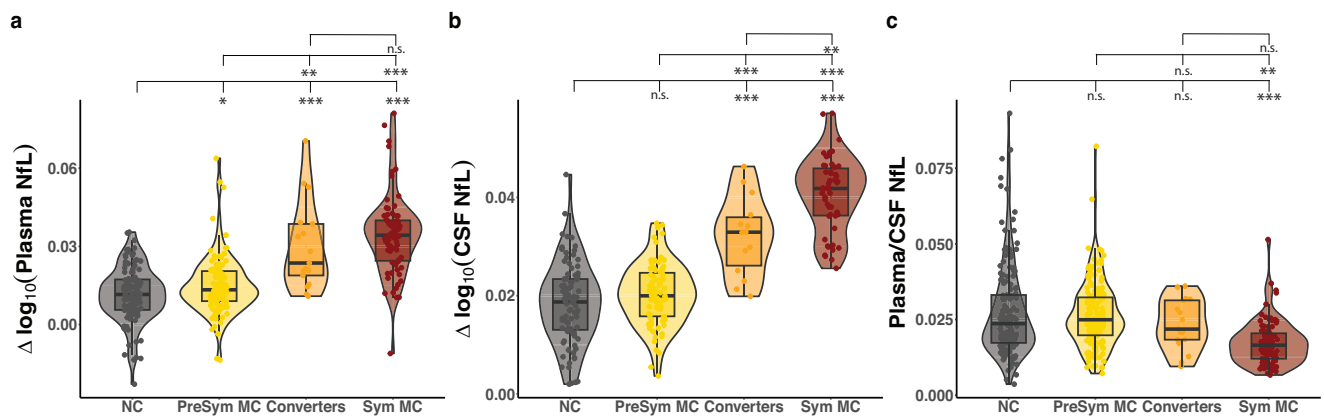 a
n.s.
** ***
* *** ***
Δ log10(Plasma NfL)
0.06
0.03
0.00
NC PreSym MC Converters Sym MC
b
**
*** ***
n.s. *** ***
Δ log10(CSF NfL)
0.04
0.02
0.00
NC PreSym MC Converters Sym MC
c
n.s.
n.s. **
n.s. n.s. ***
Plasma/CSF NfL
0.075
0.050
0.025
0.000
NC PreSym MC Converters Sym MC